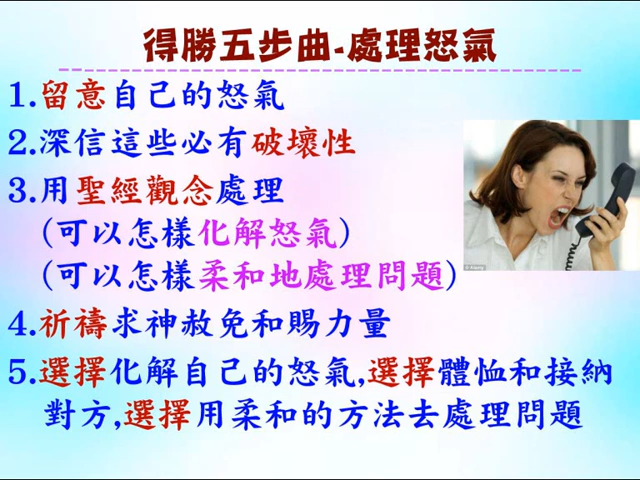 得勝五步曲-處理怒氣
1.留意自己的怒氣
2.深信這些必有破壞性
3.用聖經觀念處理
(可以怎樣化解怒氣)
(可以怎樣柔和地處理問題)
4.祈禱求神赦免和賜力量
5.選擇化解自己的怒氣,選擇體恤和接納
對方,選擇用柔和的方法去處理問題